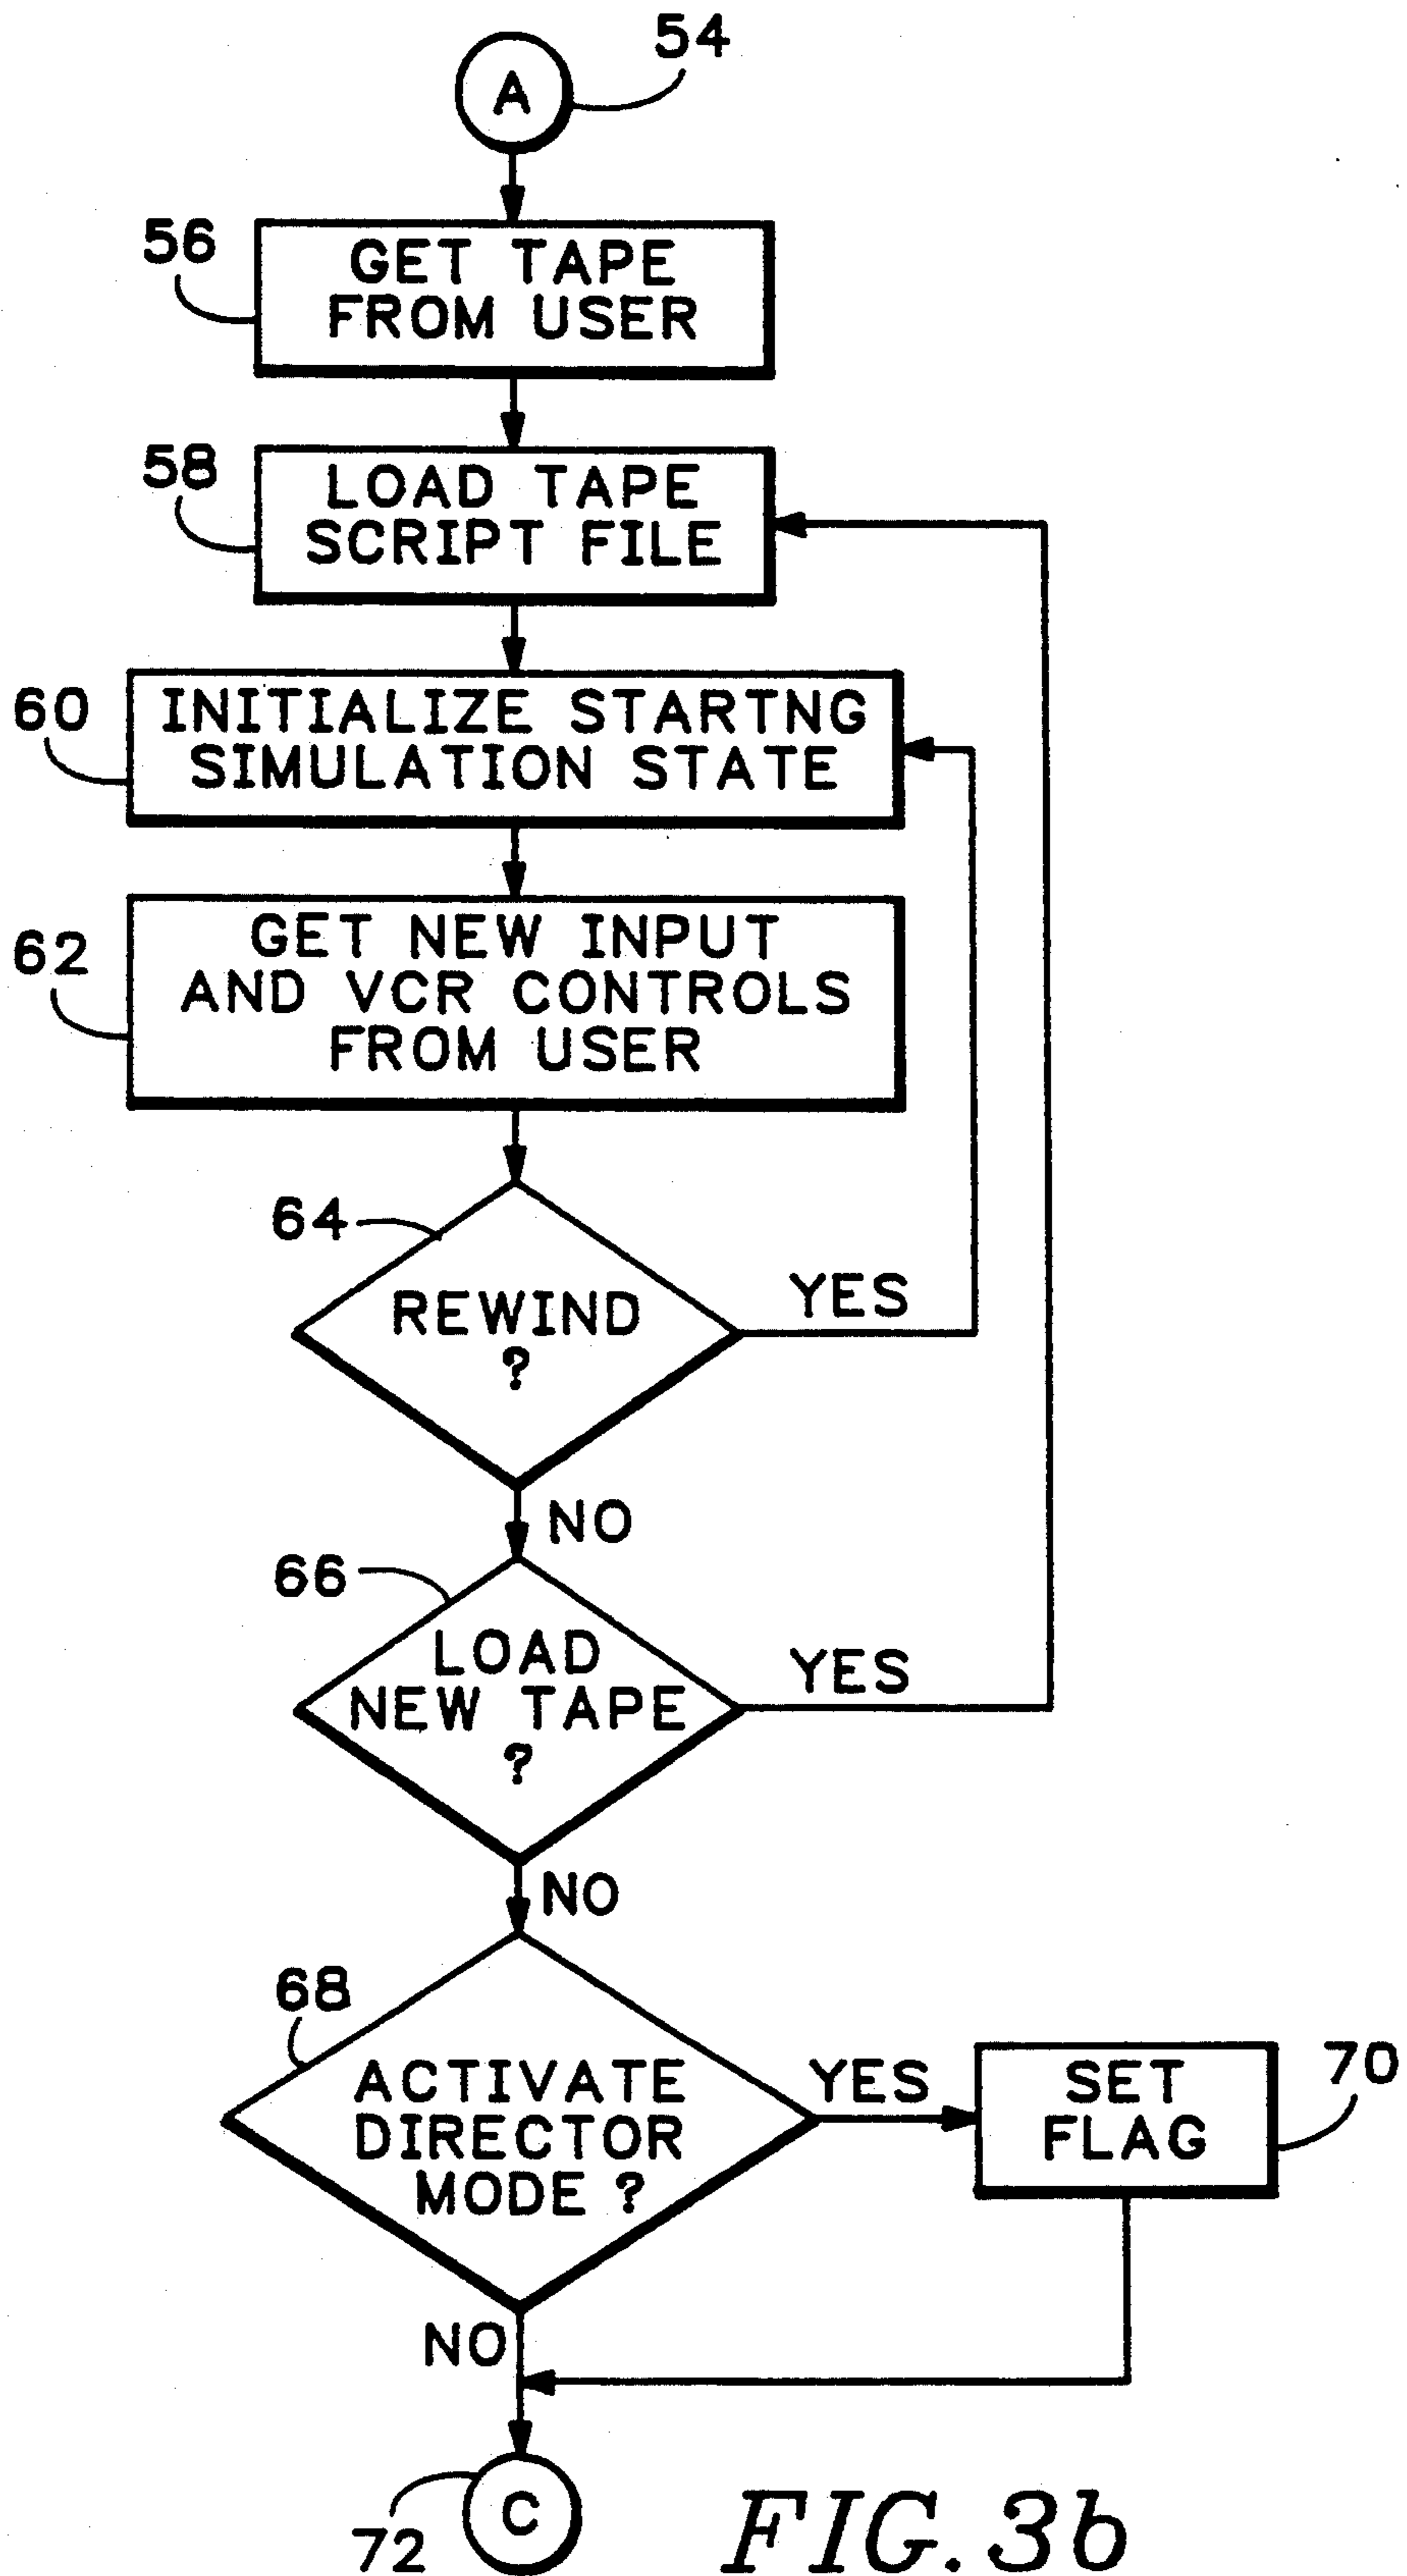 54
A
56
GET TAPE
FROM USER
58
LOAD TAPE
SCRIPT FILE
60
INITIALIZE STARTNG
SIMULATION STATE
62
GET NEW INPUT
AND VCR CONTROLS
FROM USER
64
REWIND
?
YES
NO
66
LOAD
NEW TAPE
?
YES
NO
68
ACTIVATE
DIRECTOR
MODE ?
YES
SET
FLAG
70
NO
72
C
FIG. 3b